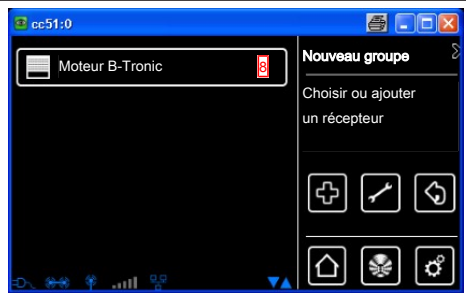 cc51:0
Moteur B-Tronic
8
Nouveau groupe
Choisir ou ajouter
un récepteur